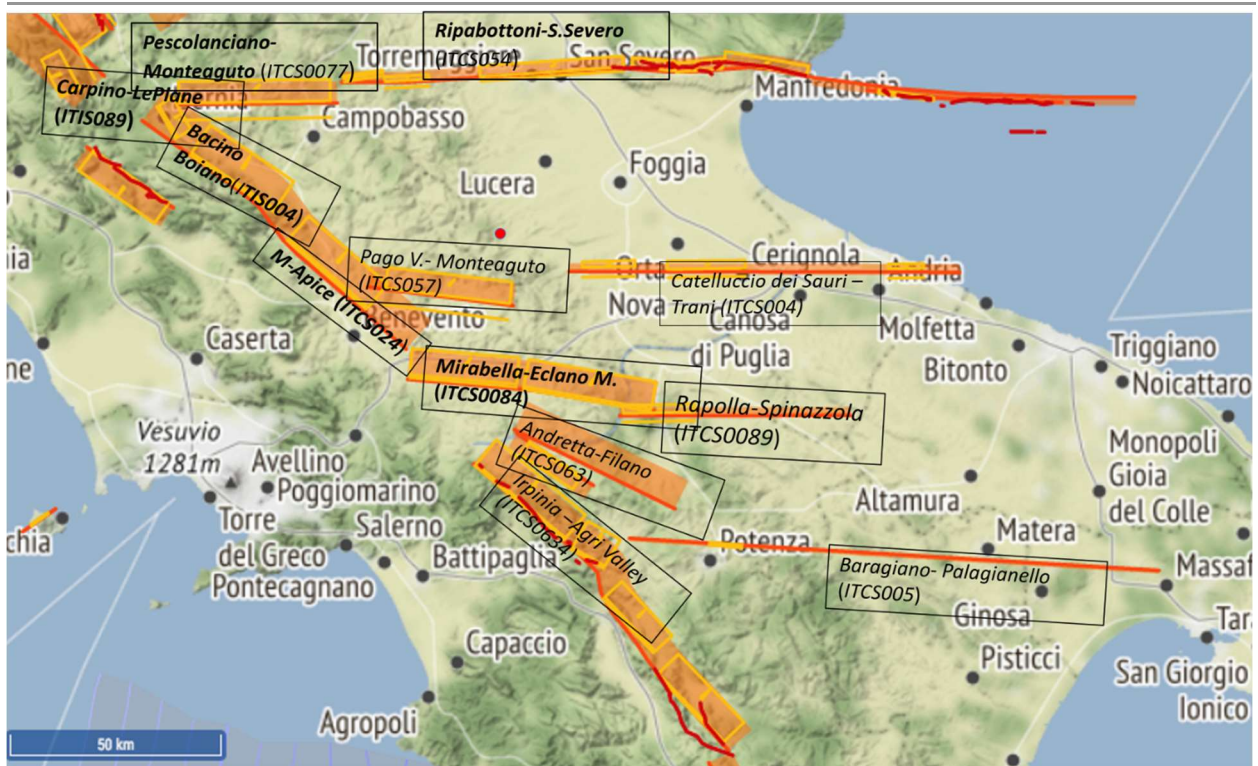 Ripabottoni-S.Severo
(ITCS054)
Pescolanciano-
Monteaguto (ITCS0077)
Torremaggiore
San Severo
Carpino-LePiane
(ITIS089)
Manfredonia
Campobasso
Bacino
Boiano(ITIS004)
Foggia
Lucera
Pago V.- Monteaguto
(ITCS057)
M-Apice (ITCS024)
Cerignola
Orta
Nova
Andria
Catelluccio dei Sauri –
Trani (ITCS004)
Canosa
di Puglia
Benevento
Caserta
Molfetta
Bitonto
Triggiano
Noicattaro
Mirabella-Eclano M.
(ITCS0084)
Rapolla-Spinazzola
(ITCS0089)
Vesuvio
1281m
Andretta-Filano
(ITCS063)
Monopoli
Gioia
del Colle
Avellino
Poggiomarino
Irpinia –Agri Valley
(ITCS0634)
Altamura
Matera
Torre
del Greco
Salerno
Battipaglia
Potenza
Pontecagnano
Baragiano- Palagianello
(ITCS005)
Massaf
Ginosa
Tar
chia
ia
ne
Capaccio
Pisticci
San Giorgio
Ionico
Agropoli
50 km